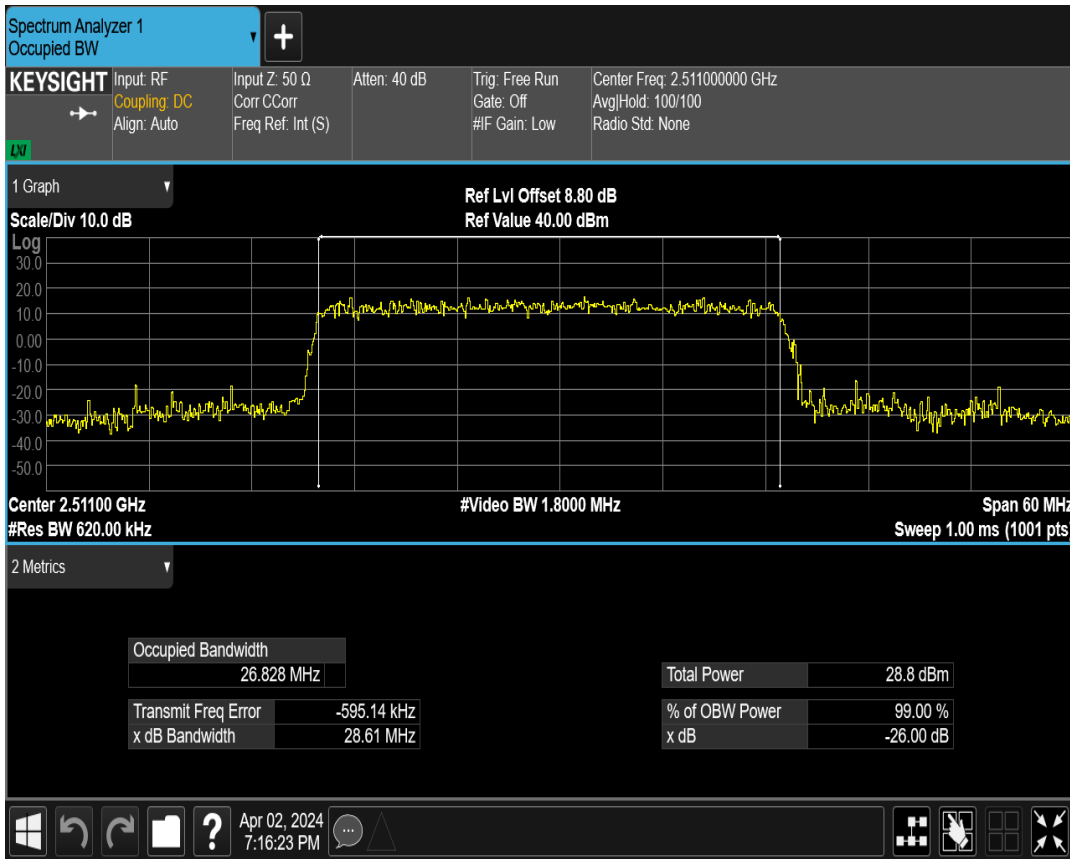 Spectrum Analyzer 1
Occupied BW
+
KEYSIGHT
LXI
Input: RF
Coupling: DC
Align: Auto
Input Z: 50 Ω
Corr CCorr
Freq Ref: Int (S)
Atten: 40 dB
Trig: Free Run
Gate: Off
#IF Gain: Low
Center Freq: 2.511000000 GHz
Avg|Hold: 100/100
Radio Std: None
1 Graph
Scale/Div 10.0 dB
Ref Lvl Offset 8.80 dB
Ref Value 40.00 dBm
Log
30.0
20.0
10.0
0.00
-10.0
-20.0
-30.0
-40.0
-50.0
Center 2.51100 GHz
#Video BW 1.8000 MHz
Span 60 MHz
#Res BW 620.00 kHz
Sweep 1.00 ms (1001 pts)
2 Metrics
Occupied Bandwidth
26.828 MHz
Total Power 28.8 dBm
Transmit Freq Error -595.14 kHz
% of OBW Power 99.00 %
x dB Bandwidth 28.61 MHz
x dB -26.00 dB
?
Apr 02, 2024
7:16:23 PM